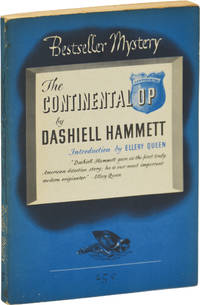 Bestseller Mystery
The
CONTINENTAL OP
by
DASHIELL HAMMETT
Introduction by ELLERY QUEEN
"Dashiell Hammett gave us the first truly
American detective story: he is our most important
modern originator" -Ellery Queen
25¢